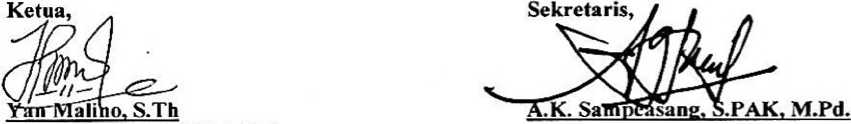 Ketua,
Sekretaris,
Yan Malino, S.Th
A.K. Sampeasang, S.PAK, M.Pd.